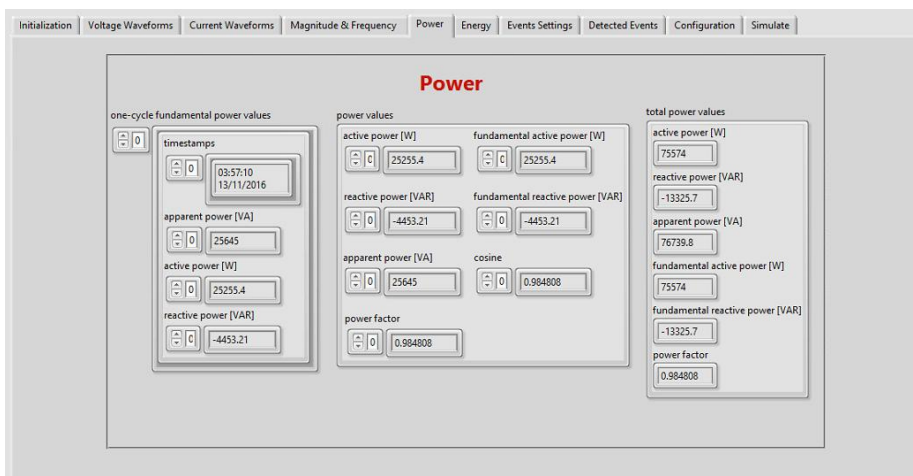 Initialization Voltage Waveforms Current Waveforms Magnitude & Frequency Power Energy Events Settings Detected Events Configuration Simulate
Power
one-cycle fundamental power values
0
timestamps
0
03:57:10
13/11/2016
apparent power [VA]
0 25645
active power [W]
0 25255.4
reactive power [VAR]
0 -4453.21
power values
active power [W] fundamental active power [W]
0 25255.4 0 25255.4
reactive power [VAR] fundamental reactive power [VAR]
0 -4453.21 0 -4453.21
apparent power [VA] cosine
0 25645 0 0.984808
power factor
0 0.984808
total power values
active power [W]
75574
reactive power [VAR]
-13325.7
apparent power [VA]
76739.8
fundamental active power [W]
75574
fundamental reactive power [VAR]
-13325.7
power factor
0.984808